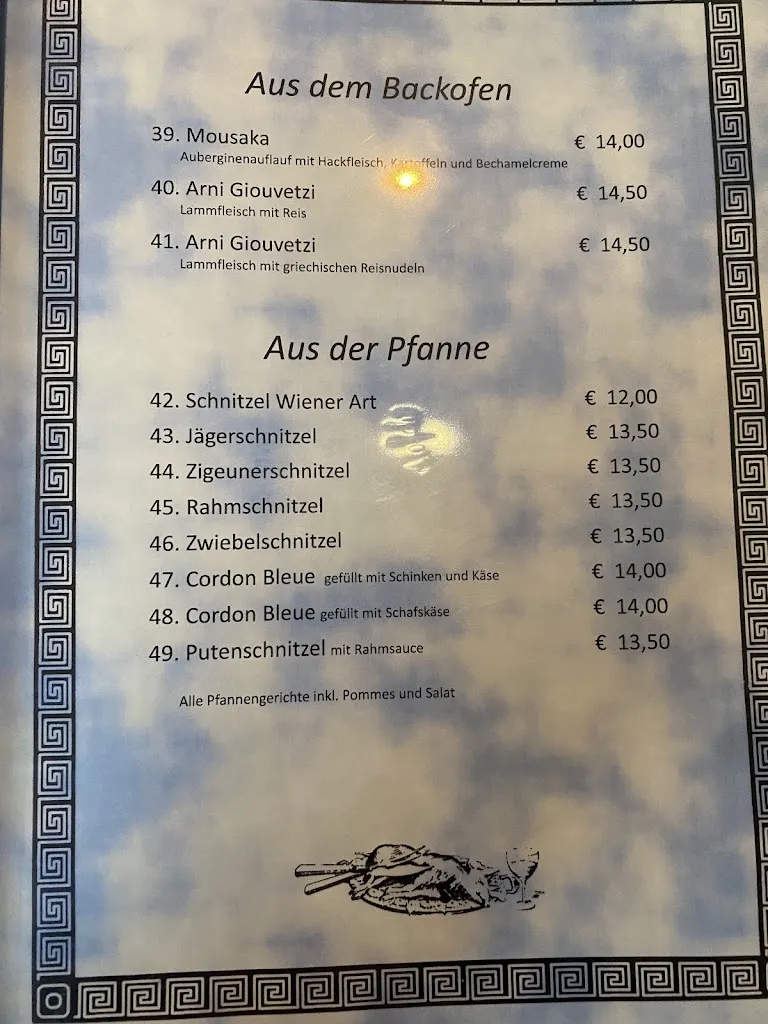 Aus dem Backofen
39. Mousaka € 14,00
Auberginenauflauf mit Hackfleisch, Kartoffeln und Bechamelcreme
40. Arni Giouvetzi € 14,50
Lammfleisch mit Reis
41. Arni Giouvetzi € 14,50
Lammfleisch mit griechischen Reisnudeln
Aus der Pfanne
42. Schnitzel Wiener Art € 12,00
43. Jägerschnitzel € 13,50
44. Zigeunerschnitzel € 13,50
45. Rahmschnitzel € 13,50
46. Zwiebelschnitzel € 13,50
47. Cordon Bleue gefüllt mit Schinken und Käse € 14,00
48. Cordon Bleue gefüllt mit Schafskäse € 14,00
49. Putenschnitzel mit Rahmsauce € 13,50
Alle Pfannengerichte inkl. Pommes und Salat